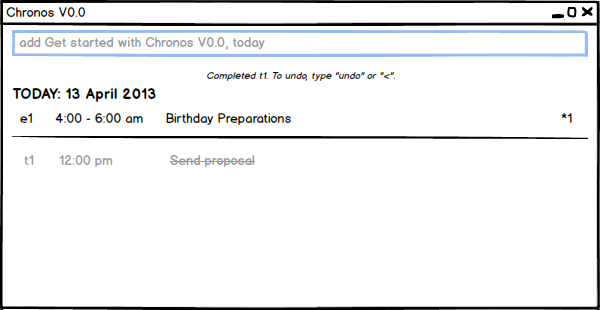 Chronos V0.0
add Get started with Chronos V0.0, today
Completed t1. To undo, type "undo" or "<".
TODAY: 13 April 2013
e1 4:00 - 6:00 am Birthday Preparations *1
t1 12:00 pm Send proposal